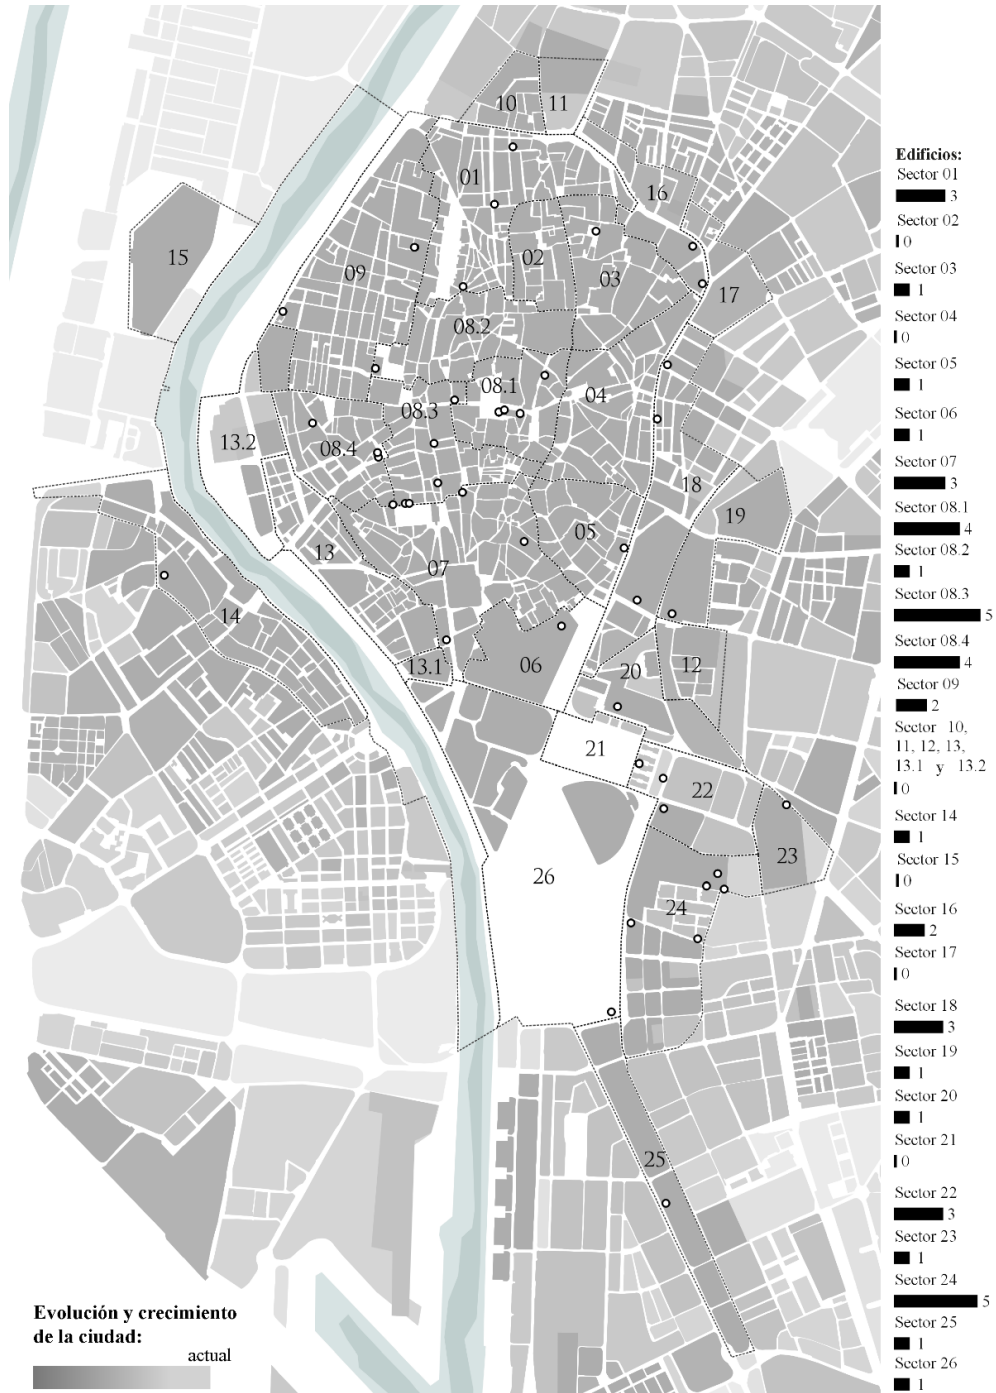 10
11
01
16
15
09
02
03
17
08.2
08.1
04
08.3
13.2
08.4
18
19
05
13
07
14
13.1
06
20
12
21
22
26
23
24
25
Evolución y crecimiento
de la ciudad:
actual
Edificios:
Sector 01
3
Sector 02
0
Sector 03
1
Sector 04
0
Sector 05
1
Sector 06
1
Sector 07
3
Sector 08.1
4
Sector 08.2
1
Sector 08.3
5
Sector 08.4
4
Sector 09
2
Sector 10,
11, 12, 13,
13.1 y 13.2
0
Sector 14
1
Sector 15
0
Sector 16
2
Sector 17
0
Sector 18
3
Sector 19
1
Sector 20
1
Sector 21
0
Sector 22
3
Sector 23
1
Sector 24
5
Sector 25
1
Sector 26
1